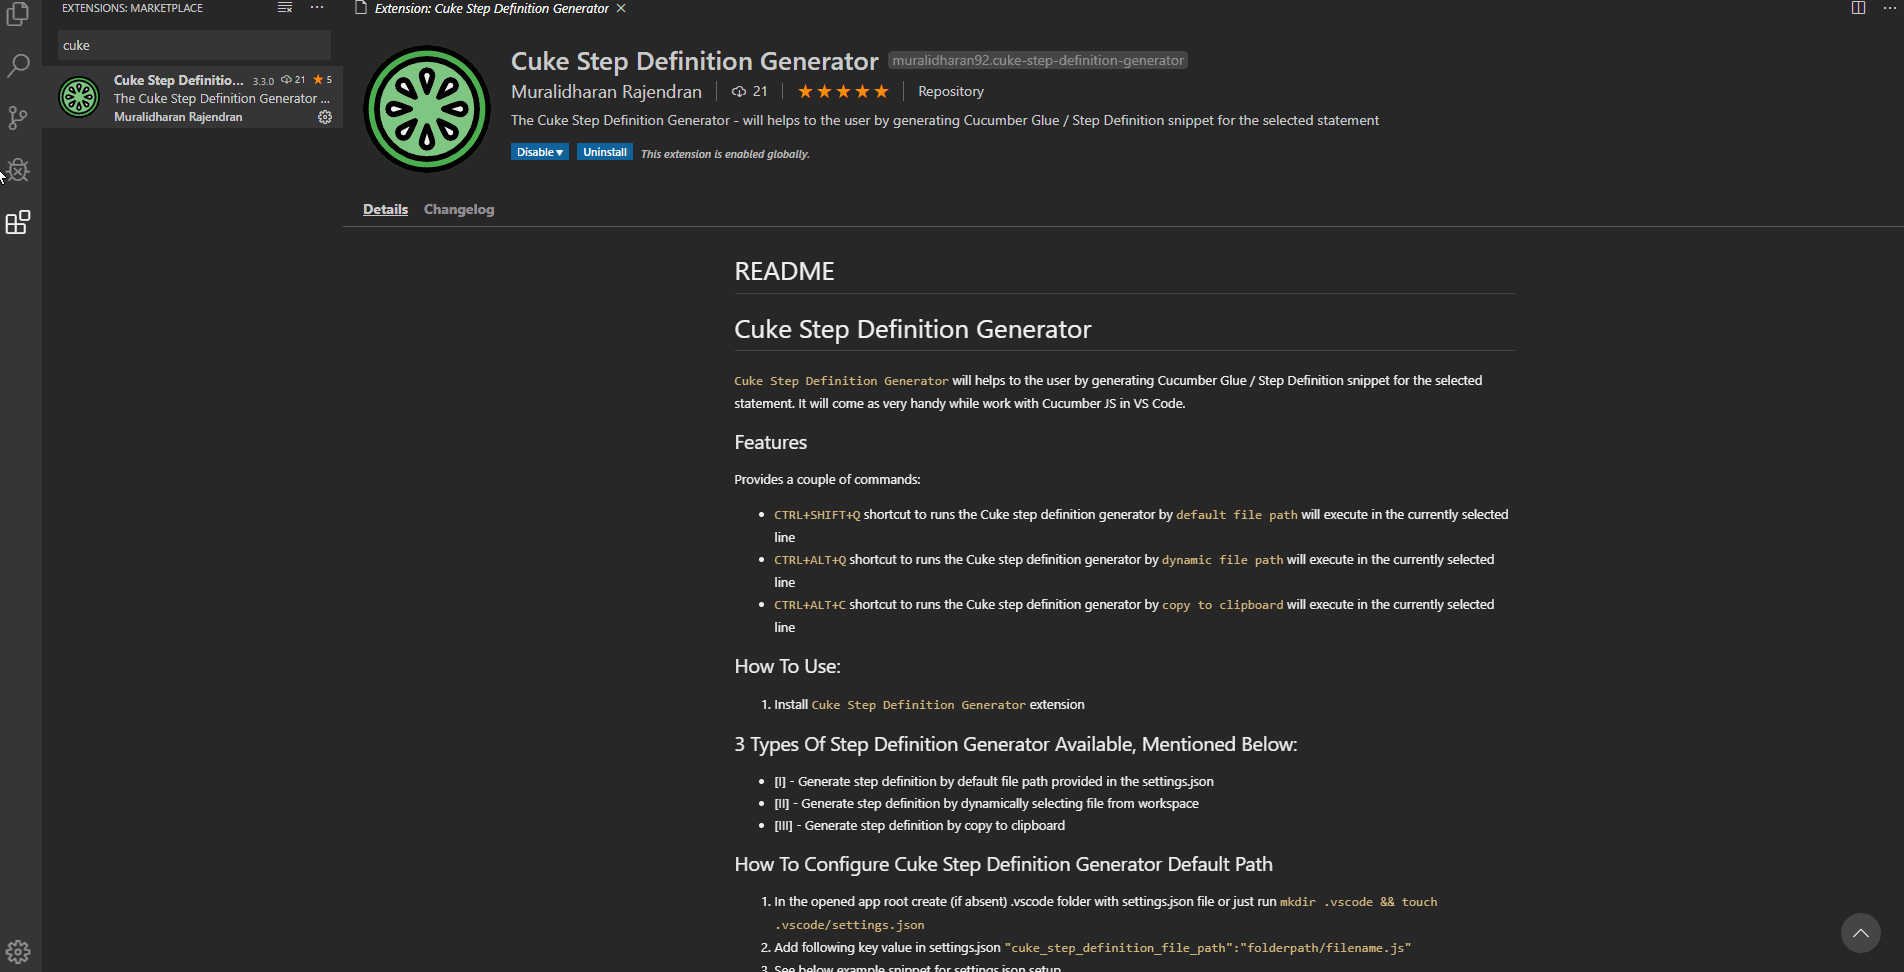 EXTENSIONS: MARKETPLACE
cuke
Cuke Step Definitio... 3.3.0 21 5
The Cuke Step Definition Generator ...
Muralidharan Rajendran
Extension: Cuke Step Definition Generator
Cuke Step Definition Generator muralidharan92.cuke-step-definition-generator
Muralidharan Rajendran 21 Repository
The Cuke Step Definition Generator - will helps to the user by generating Cucumber Glue / Step Definition snippet for the selected statement
Disable Uninstall This extension is enabled globally.
Details Changelog
README
Cuke Step Definition Generator
Cuke Step Definition Generator will helps to the user by generating Cucumber Glue / Step Definition snippet for the selected
statement. It will come as very handy while work with Cucumber JS in VS Code.
Features
Provides a couple of commands:
• CTRL+SHIFT+Q shortcut to runs the Cuke step definition generator by default file path will execute in the currently selected
line
• CTRL+ALT+Q shortcut to runs the Cuke step definition generator by dynamic file path will execute in the currently selected
line
• CTRL+ALT+C shortcut to runs the Cuke step definition generator by copy to clipboard will execute in the currently selected
line
How To Use:
1. Install Cuke Step Definition Generator extension
3 Types Of Step Definition Generator Available, Mentioned Below:
• [I] - Generate step definition by default file path provided in the settings.json
• [II] - Generate step definition by dynamically selecting file from workspace
• [III] - Generate step definition by copy to clipboard
How To Configure Cuke Step Definition Generator Default Path
1. In the opened app root create (if absent) .vscode folder with settings.json file or just run mkdir .vscode && touch
.vscode/settings.json
2. Add following key value in settings.json "cuke_step_definition_file_path":"folderpath/filename.js"
3. See below example snippet for settings.json setup